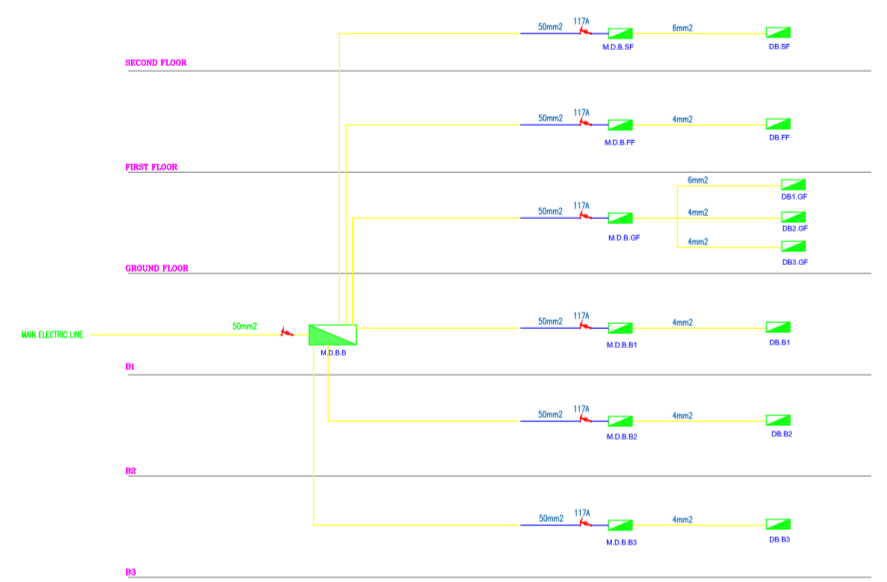 50mm2 117A 6mm2
M.D.B.SF DB.SF
SECOND FLOOR
50mm2 117A 4mm2
M.D.B.FF DB.FF
FIRST FLOOR
6mm2
DB1.GF
50mm2 117A 4mm2
DB2.GF
M.D.B.GF
4mm2
DB3.GF
GROUND FLOOR
50mm2 117A 4mm2
MAIN ELECTRIC LINE 50mm2
M.D.B.B
M.D.B.B1 DB.B1
B1
50mm2 117A 4mm2
M.D.B.B2 DB.B2
B2
50mm2 117A 4mm2
M.D.B.B3 DB.B3
B3